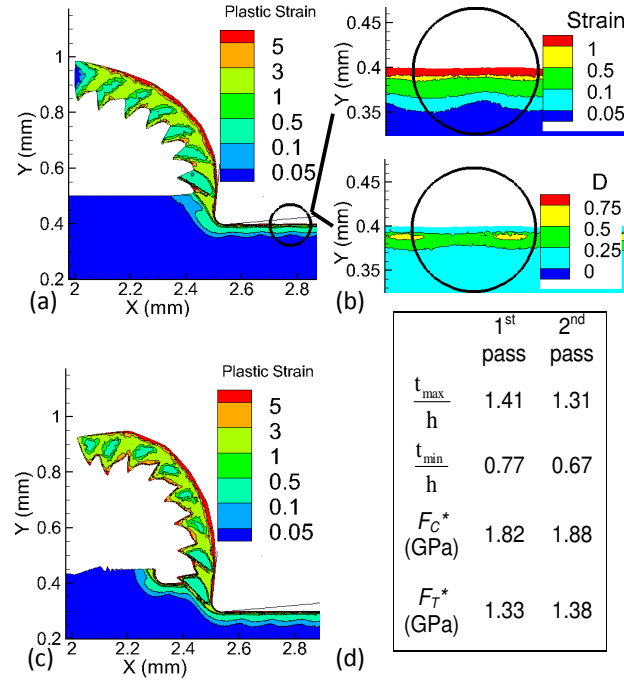 (a)
Plastic Strain
5
3
1
0.5
0.1
0.05
Y (mm)
1
0.8
0.6
0.4
0.2
2 2.2 2.4 2.6 2.8
X (mm)
(b)
Strain
1
0.5
0.1
0.05
Y (mm)
0.45
0.4
0.35
D
0.75
0.5
0.25
0
Y (mm)
0.45
0.4
0.35
(c)
Plastic Strain
5
3
1
0.5
0.1
0.05
Y (mm)
1
0.8
0.6
0.4
0.2
2 2.2 2.4 2.6 2.8
X (mm)
(d)
1st pass 2nd pass
tmax/h 1.41 1.31
tmin/h 0.77 0.67
FC* (GPa) 1.82 1.88
FT* (GPa) 1.33 1.38